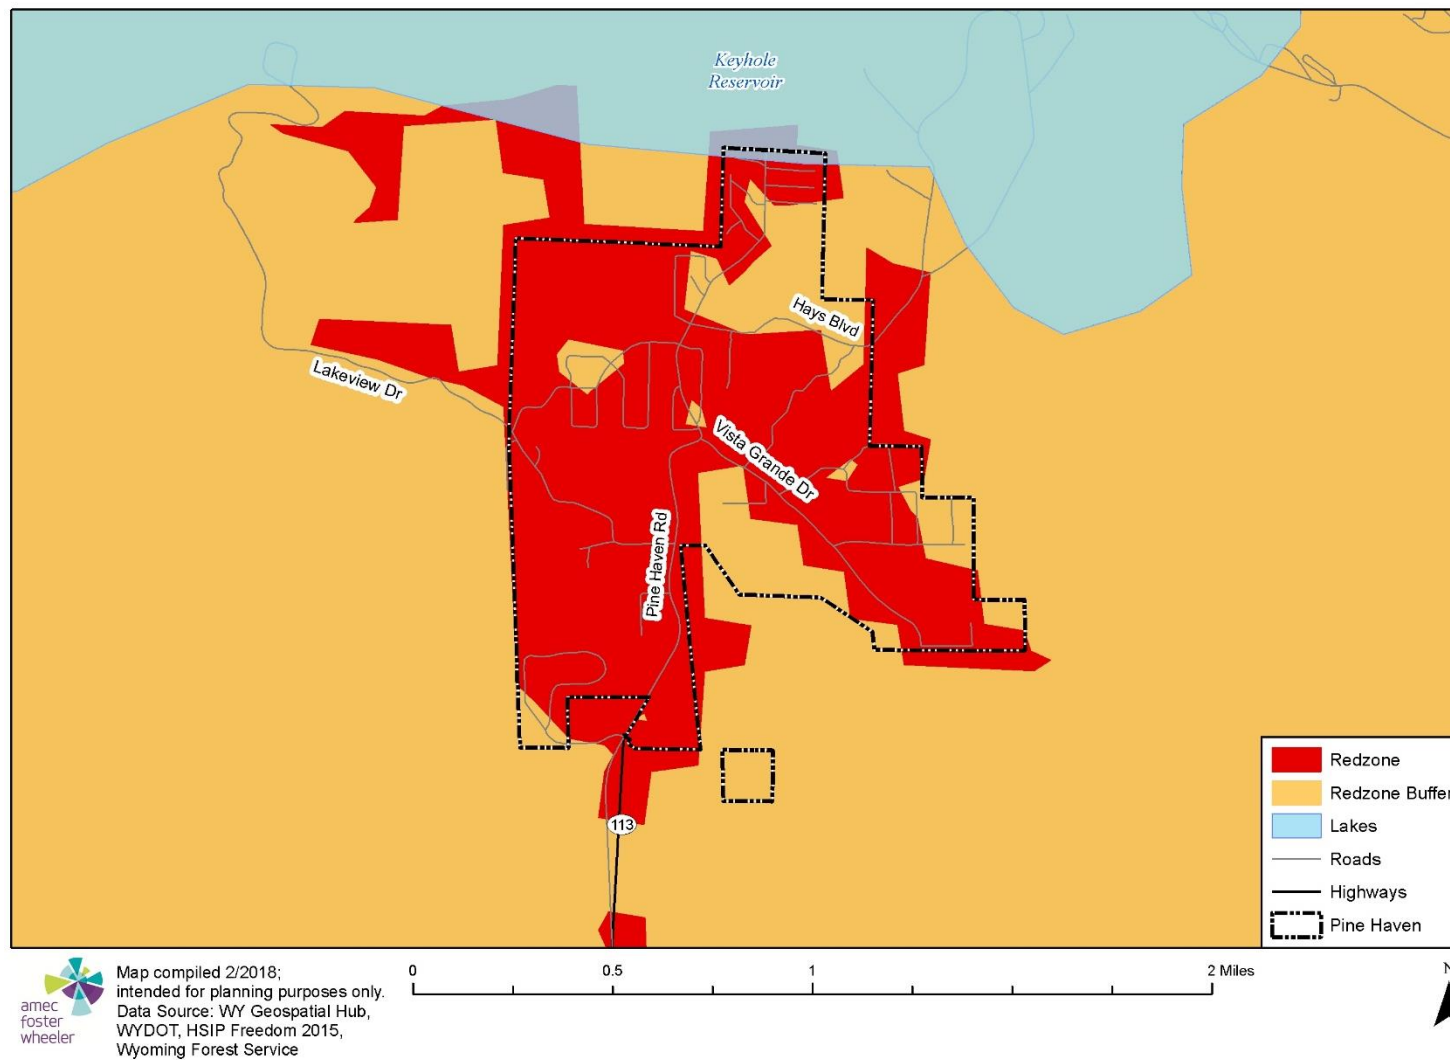 Keyhole
Reservoir
Hays Blvd
Lakeview Dr
Vista Grande Dr
Pine Haven Rd
113
Redzone
Redzone Buffer
Lakes
Roads
Highways
Pine Haven
amec
foster
wheeler
Map compiled 2/2018;
intended for planning purposes only.
Data Source: WY Geospatial Hub,
WYDOT, HSIP Freedom 2015,
Wyoming Forest Service
0 0.5 1 2 Miles
N